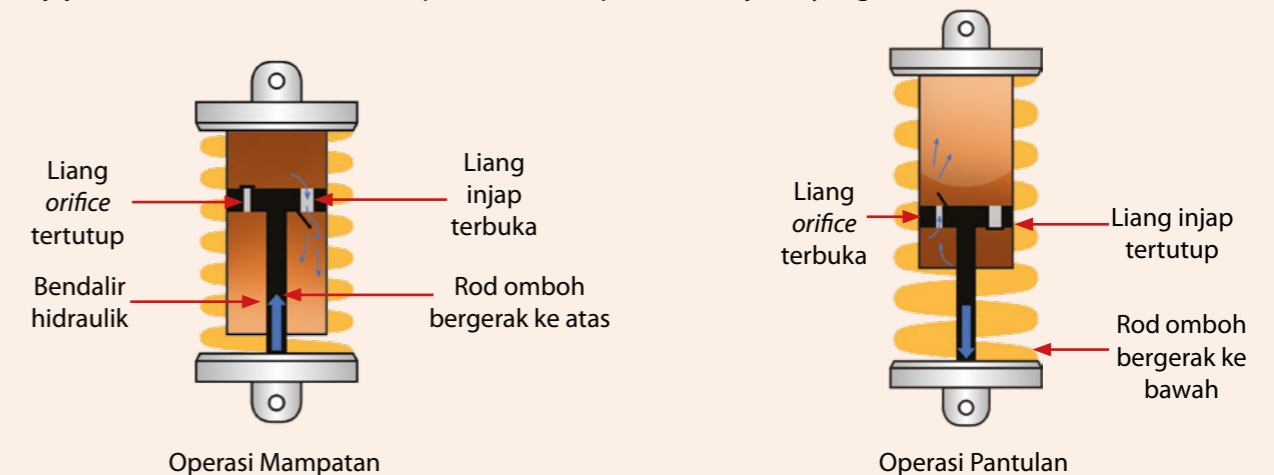 Liang
orifice
tertutup
Bendalir
hidraulik
Liang
injap
terbuka
Rod omboh
bergerak ke atas
Operasi Mampatan
Liang
orifice
terbuka
Liang injap
tertutup
Rod omboh
bergerak ke
bawah
Operasi Pantulan